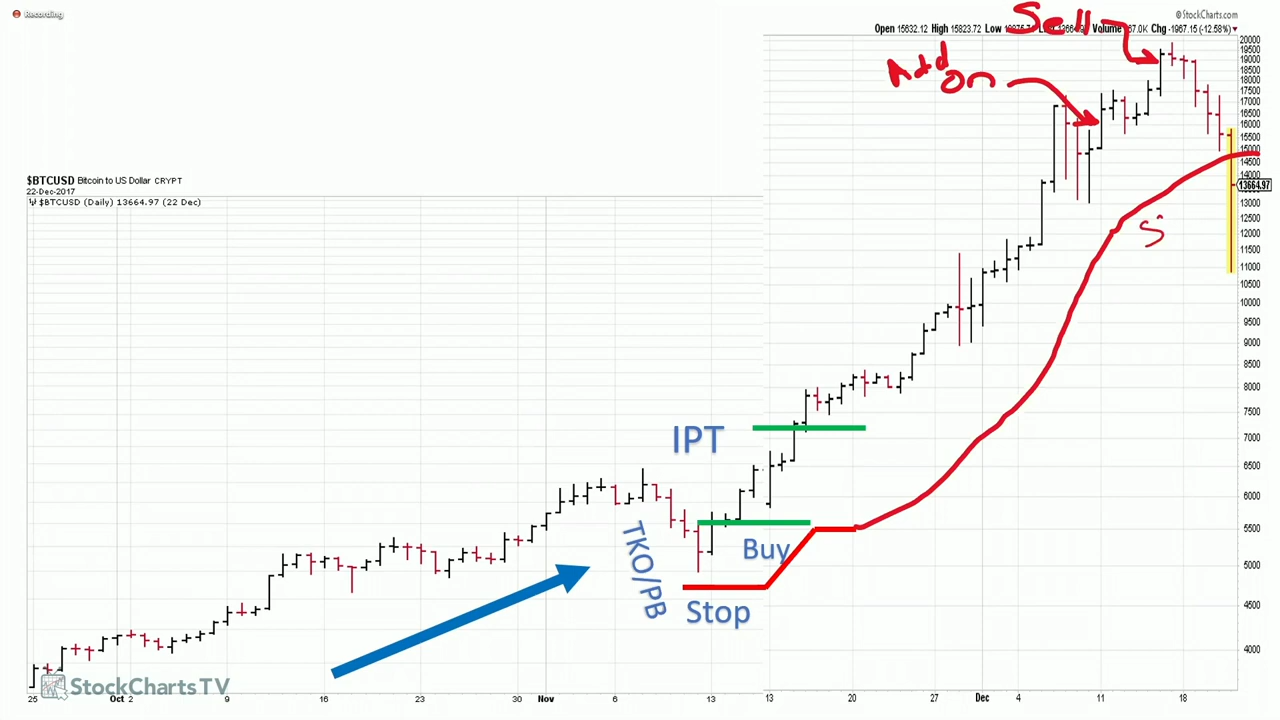 Recording
© StockCharts.com
Open 15632.12 High 15823.72 Low Volume 67.0K Chg -1967.15 (-12.58%)
Sell
Add
on
20000
19500
19000
18500
18000
17500
17000
16500
16000
15500
15000
14500
14000
13664.97
13000
12500
12000
11500
11000
10500
10000
9500
9000
8500
8000
7500
7000
6500
6000
5500
5000
4500
4000
$BTCUSD Bitcoin to US Dollar CRYPT
22-Dec-2017
$BTCUSD (Daily) 13664.97 (22 Dec)
S
IPT
Buy
TKO/PB
Stop
StockCharts TV
25 Oct 2 9 16 23 30 Nov 6 13 13 20 27 Dec 4 11 18